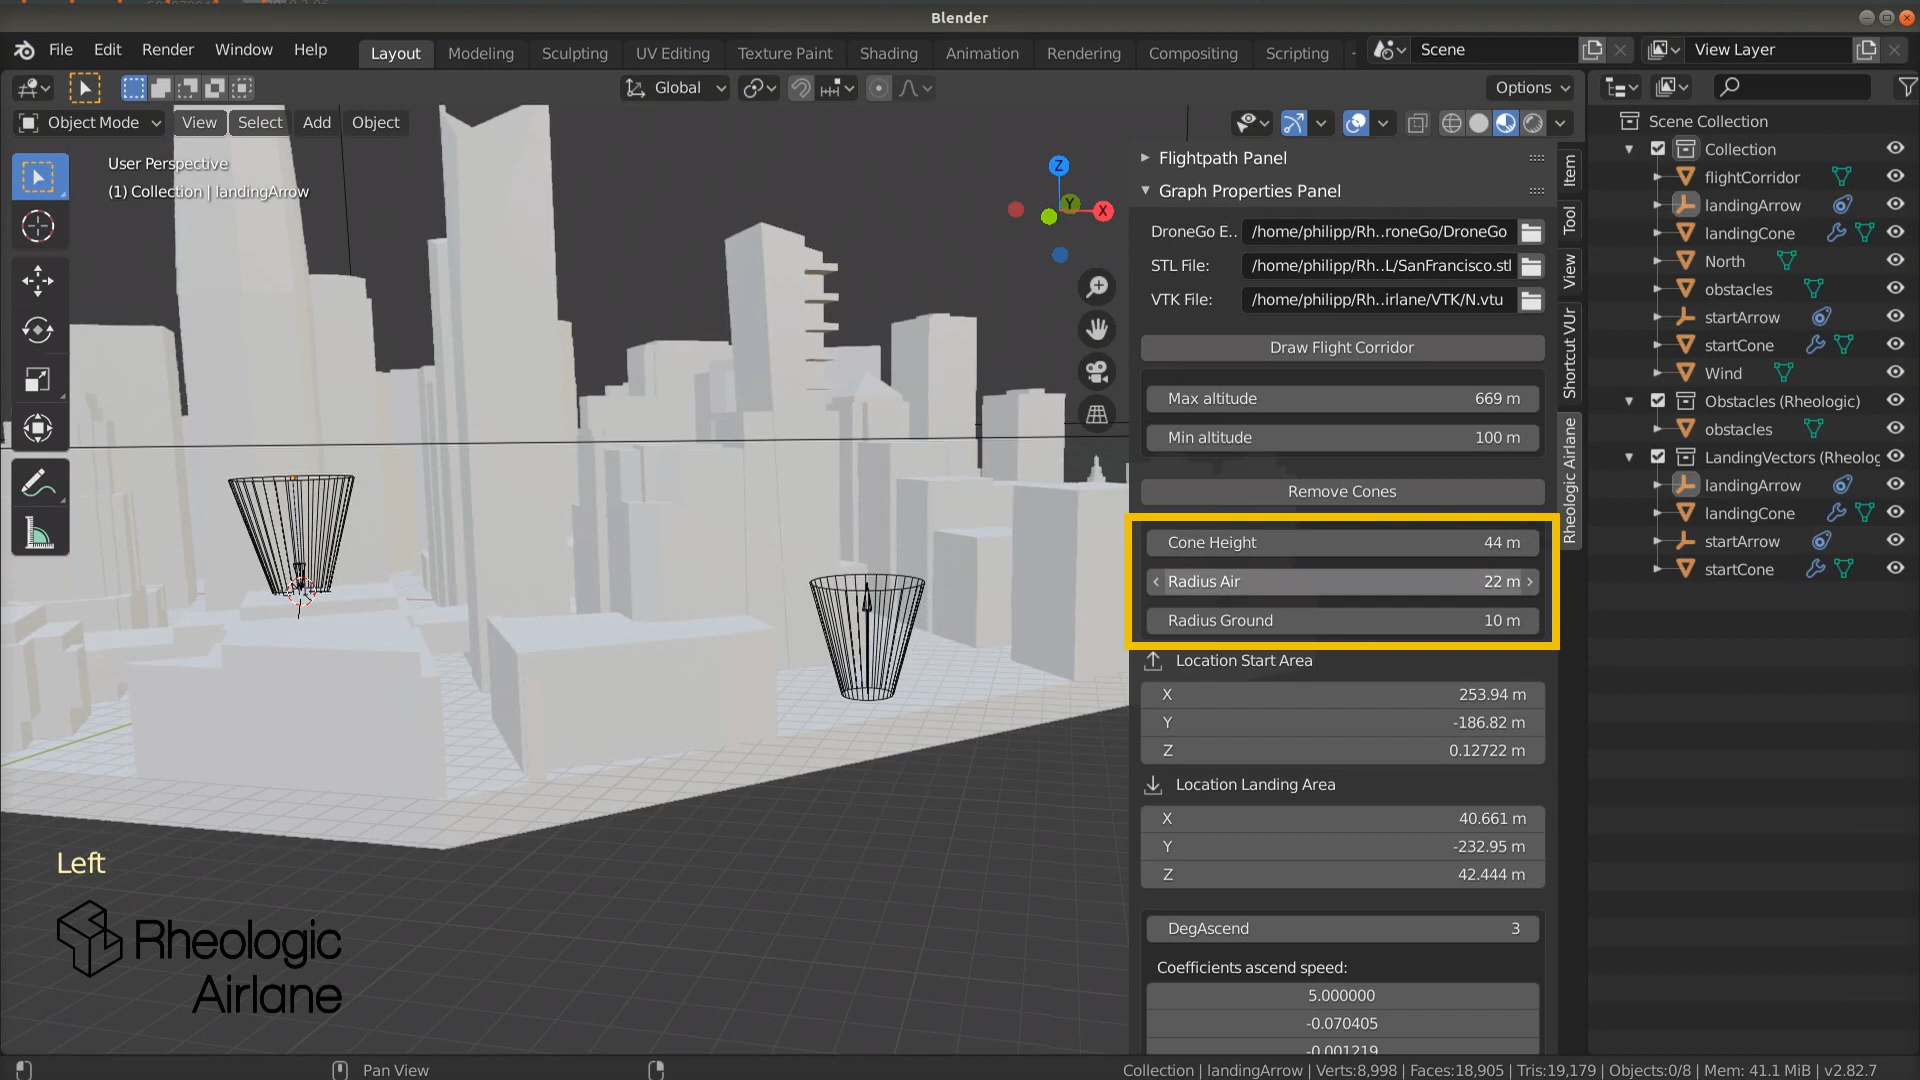 Blender
File Edit Render Window Help
Layout Modeling Sculpting UV Editing Texture Paint Shading Animation Rendering Compositing Scripting
Scene
View Layer
Global
Options
Object Mode View Select Add Object
User Perspective
(1) Collection | landingArrow
Z
Y
X
Flightpath Panel
Graph Properties Panel
DroneGo E.. /home/philipp/Rh..roneGo/DroneGo
STL File: /home/philipp/Rh..L/SanFrancisco.stl
VTK File: /home/philipp/Rh..irlane/VTK/N.vtu
Draw Flight Corridor
Max altitude 669 m
Min altitude 100 m
Remove Cones
Cone Height 44 m
Radius Air 22 m
Radius Ground 10 m
Location Start Area
X 253.94 m
Y -186.82 m
Z 0.12722 m
Location Landing Area
X 40.661 m
Y -232.95 m
Z 42.444 m
DegAscend 3
Coefficients ascend speed:
5.000000
-0.070405
-0.001219
Item
Tool
View
Shortcut VUr
Rheologic Airlane
Scene Collection
Collection
flightCorridor
landingArrow
landingCone
North
obstacles
startArrow
startCone
Wind
Obstacles (Rheologic)
obstacles
LandingVectors (Rheolog
landingArrow
landingCone
startArrow
startCone
Left
Rheologic
Airlane
Pan View
Collection | landingArrow | Verts:8,998 | Faces:18,905 | Tris:19,179 | Objects:0/8 | Mem: 41.1 MiB | v2.82.7